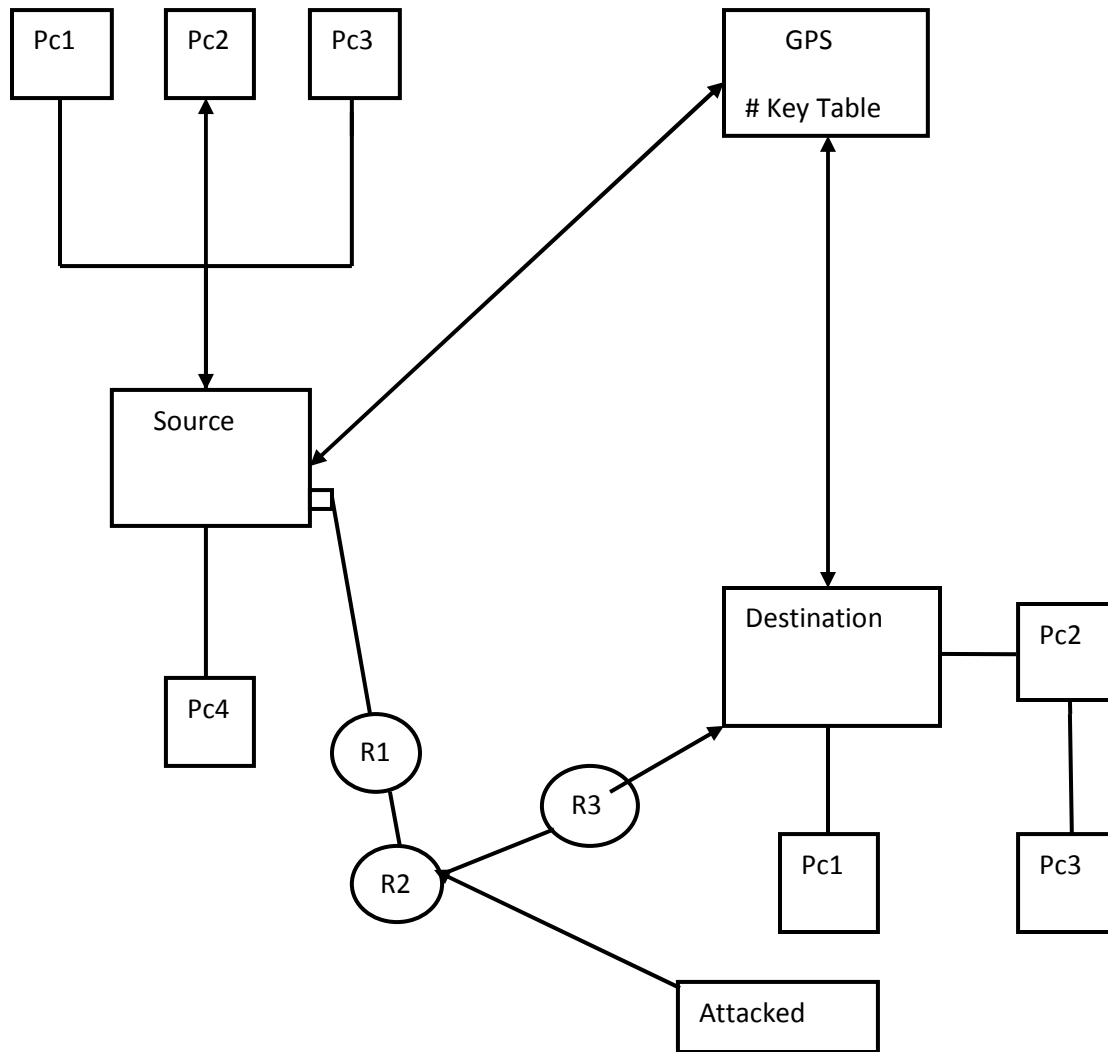 Pc1
Pc2
Pc3
GPS
# Key Table
Source
Destination
Pc2
Pc4
R1
R3
R2
Pc1
Pc3
Attacked